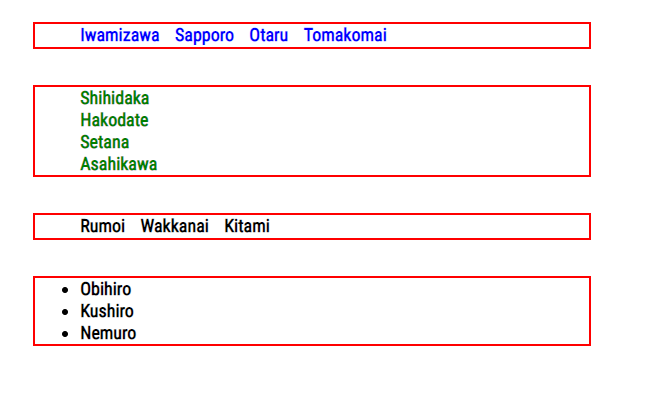 Iwamizawa Sapporo Otaru Tomakomai
Shihidaka
Hakodate
Setana
Asahikawa
Rumoi Wakkanai Kitami
Obihiro
Kushiro
Nemuro